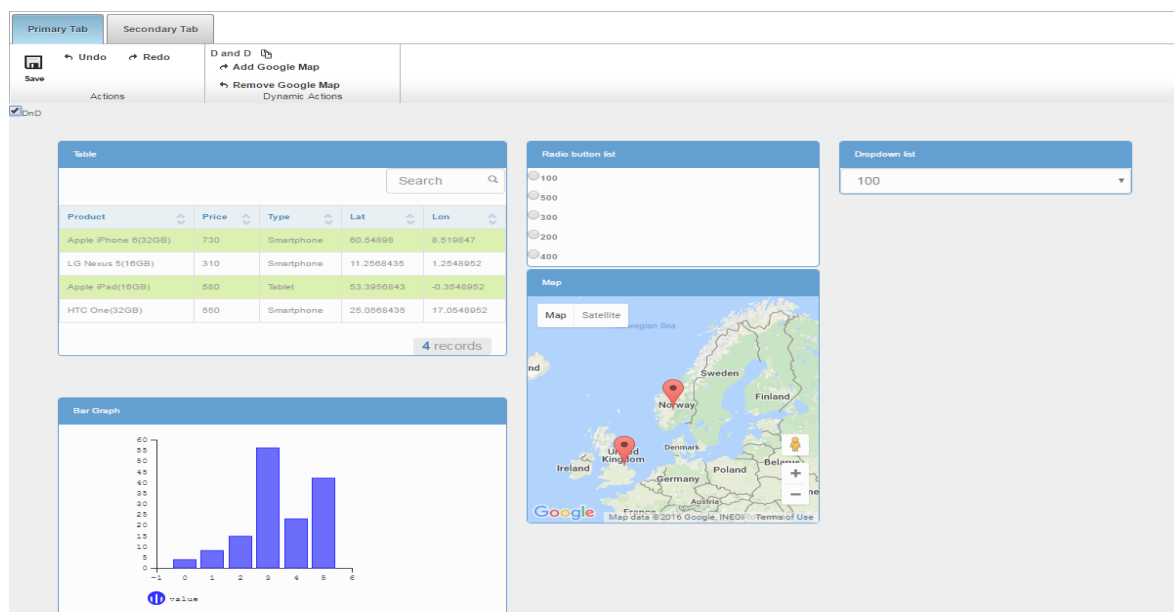 Primary Tab
Secondary Tab
Save
Undo
Redo
Actions
D and D
Add Google Map
Remove Google Map
Dynamic Actions
DnD
Table
Search
Product Price Type Lat Lon
Apple iPhone 6(32GB) 730 Smartphone 60.54898 8.519847
LG Nexus 5(16GB) 310 Smartphone 11.2568435 1.2548952
Apple iPad(16GB) 580 Tablet 53.3956843 -0.3548952
HTC One(32GB) 550 Smartphone 25.0568435 17.0548952
4 records
Bar Graph
60
55
50
45
40
35
30
25
20
15
10
5
0
-1 0 1 2 3 4 5 6
value
Radio button list
100
500
300
200
400
Map
Map Satellite
wegian Sea
nd
Sweden
Norway
Finland
United Kingdom
Denmark
Ireland
Belarus
Poland
Germany
Austria
France
Google
Map data ©2016 Google, INEGI
Terms of Use
Dropdown list
100